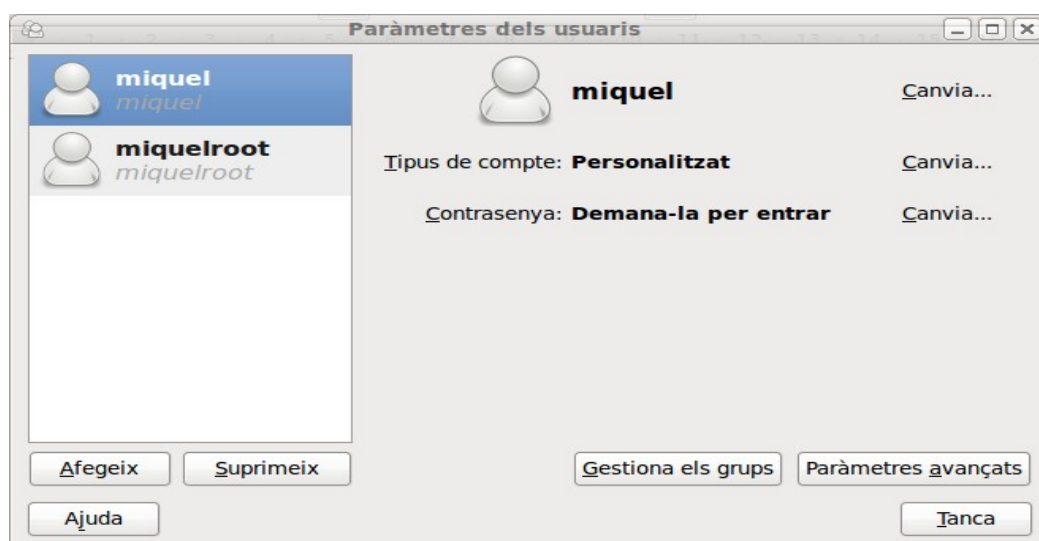 Paràmetres dels usuaris
miquel
miquel
miquelroot
miquelroot
miquel Canvia...
Tipus de compte: Personalitzat Canvia...
Contrasenya: Demana-la per entrar Canvia...
Afegeix Suprimeix Gestiona els grups Paràmetres avançats
Ajuda Tanca